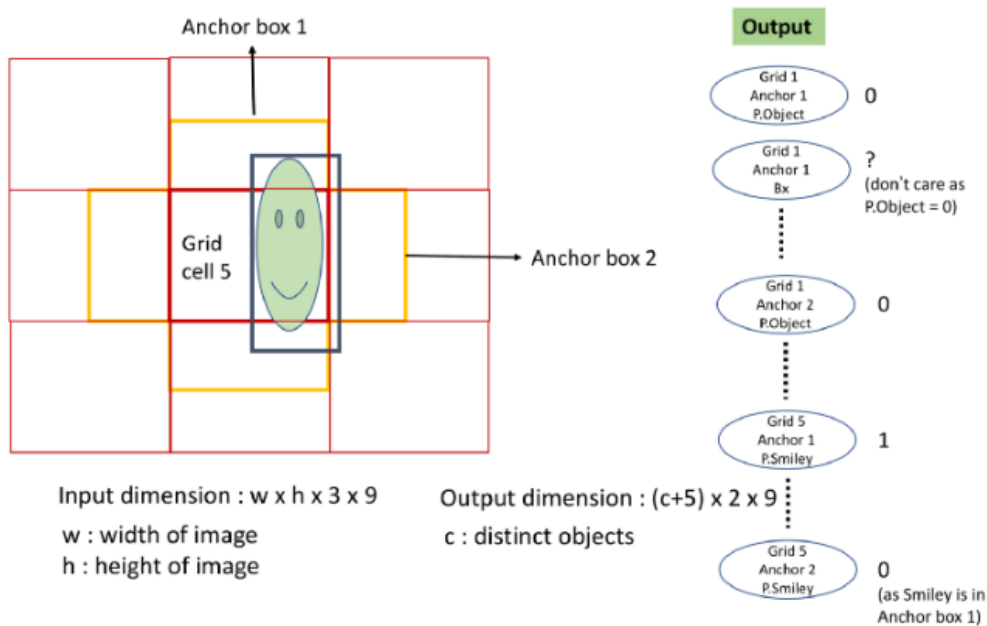 Anchor box 1
Grid
cell 5
Anchor box 2
Input dimension : w x h x 3 x 9
w : width of image
h : height of image
Output dimension : (c+5) x 2 x 9
c : distinct objects
Output
Grid 1
Anchor 1
P.Object
0
Grid 1
Anchor 1
Bx
?
(don't care as
P.Object = 0)
Grid 1
Anchor 2
P.Object
0
Grid 5
Anchor 1
P.Smiley
1
Grid 5
Anchor 2
P.Smiley
0
(as Smiley is in
Anchor box 1)